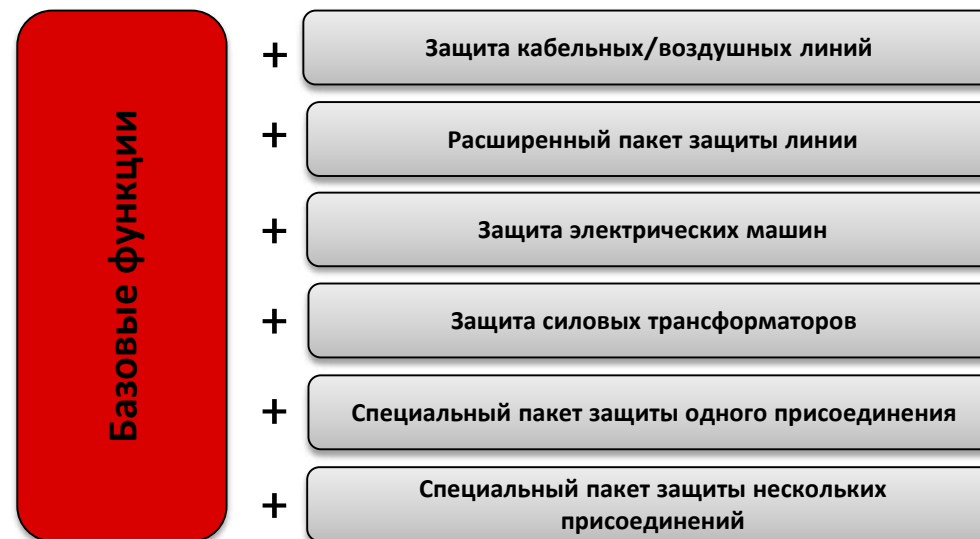 Базовые функции
+ Защита кабельных/воздушных линий
+ Расширенный пакет защиты линии
+ Защита электрических машин
+ Защита силовых трансформаторов
+ Специальный пакет защиты одного присоединения
+ Специальный пакет защиты нескольких
присоединений